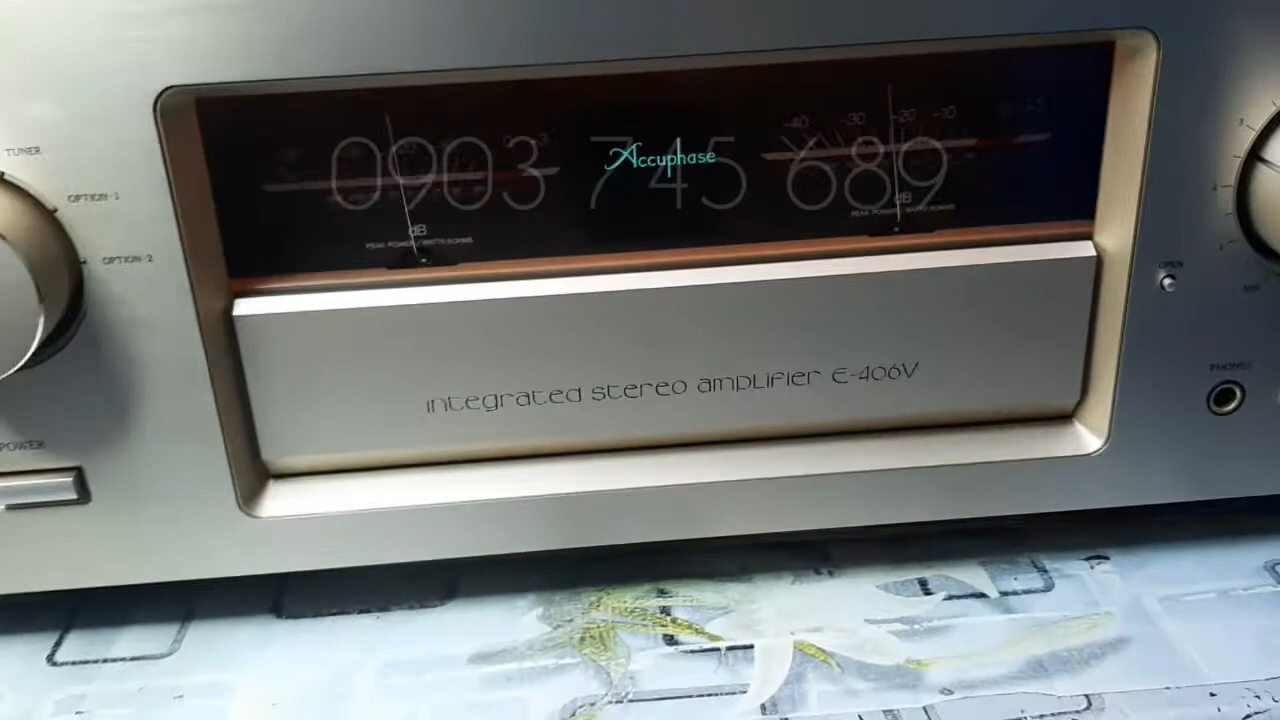 TUNER
OPTION-1
OPTION-2
POWER
0903 745 689
Accuphase
dB
-40 -30 -20 -10
dB
integrated stereo amplifier E-406V
OPEN
PHONES